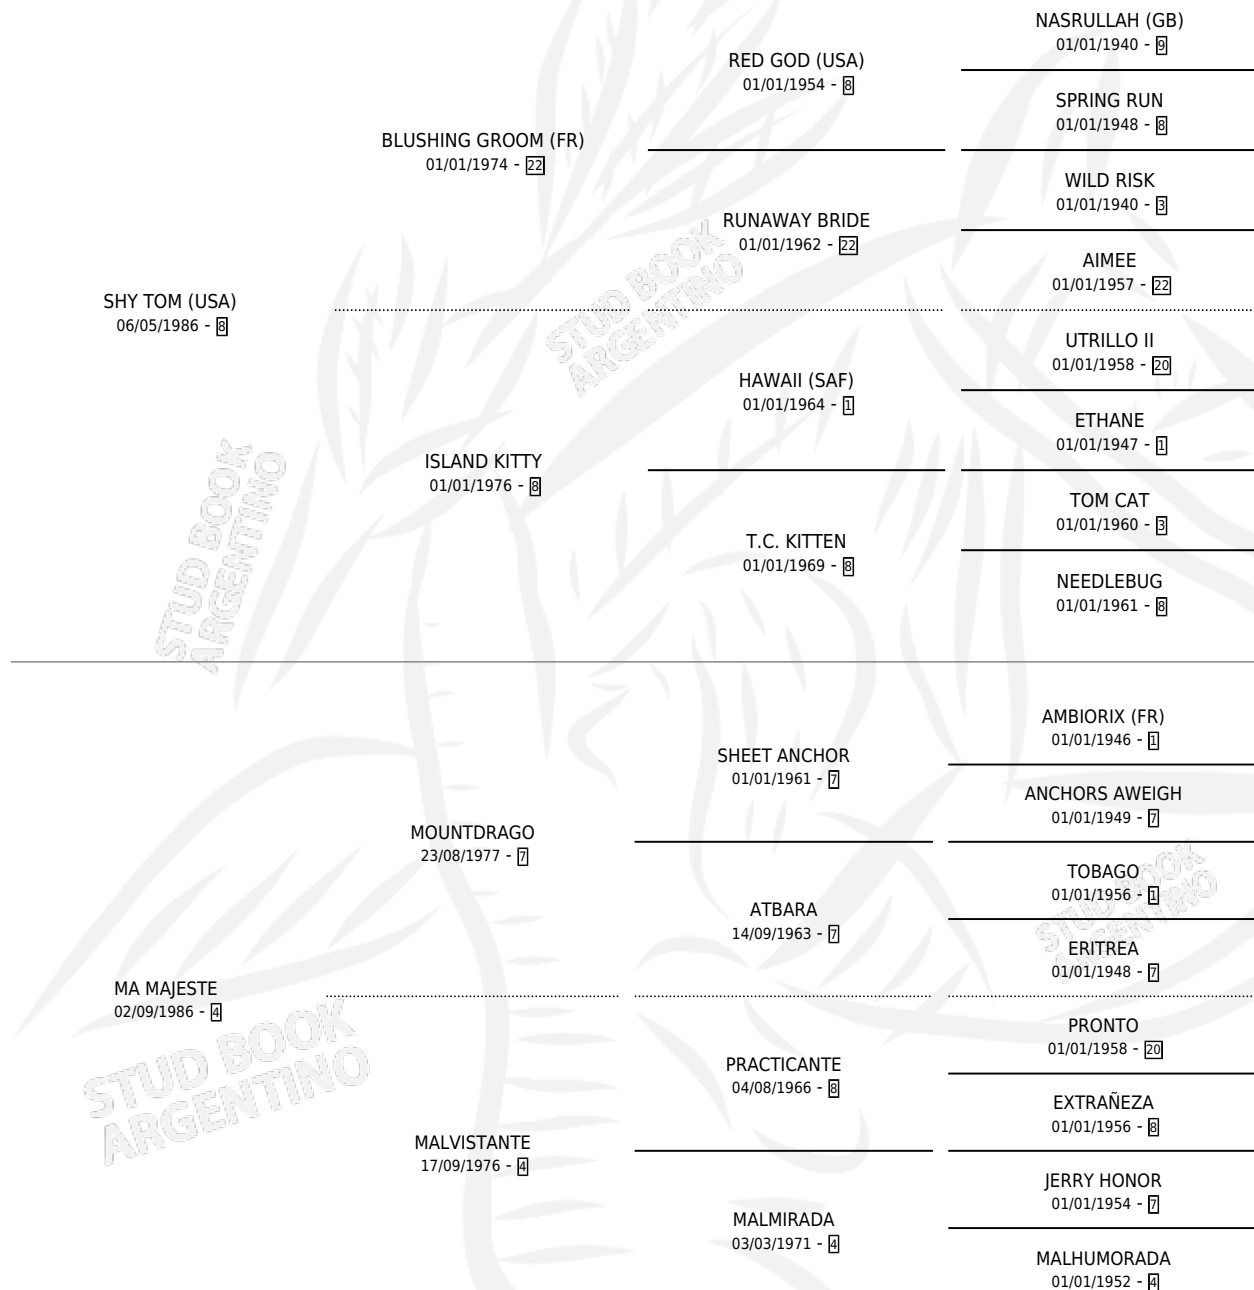 NASRULLAH (GB)
01/01/1940 - 9
RED GOD (USA)
01/01/1954 - 8
SPRING RUN
01/01/1948 - 8
BLUSHING GROOM (FR)
01/01/1974 - 22
WILD RISK
01/01/1940 - 3
RUNAWAY BRIDE
01/01/1962 - 22
AIMEE
01/01/1957 - 22
SHY TOM (USA)
06/05/1986 - 8
UTRILLO II
01/01/1958 - 20
HAWAII (SAF)
01/01/1964 - 1
ETHANE
01/01/1947 - 1
ISLAND KITTY
01/01/1976 - 8
TOM CAT
01/01/1960 - 3
T.C. KITTEN
01/01/1969 - 8
NEEDLEBUG
01/01/1961 - 8
AMBIORIX (FR)
01/01/1946 - 1
SHEET ANCHOR
01/01/1961 - 7
ANCHORS AWEIGH
01/01/1949 - 7
MOUNTDRAGO
23/08/1977 - 7
TOBAGO
01/01/1956 - 1
ATBARA
14/09/1963 - 7
ERITREA
01/01/1948 - 7
MA MAJESTE
02/09/1986 - 4
PRONTO
01/01/1958 - 20
PRACTICANTE
04/08/1966 - 8
EXTRAÑEZA
01/01/1956 - 8
MALVISTANTE
17/09/1976 - 4
JERRY HONOR
01/01/1954 - 7
MALMIRADA
03/03/1971 - 4
MALHUMORADA
01/01/1952 - 4
STUD BOOK
ARGENTINO
STUD BOOK
ARGENTINO
STUD BOOK
ARGENTINO
STUD BOOK
ARGENTINO